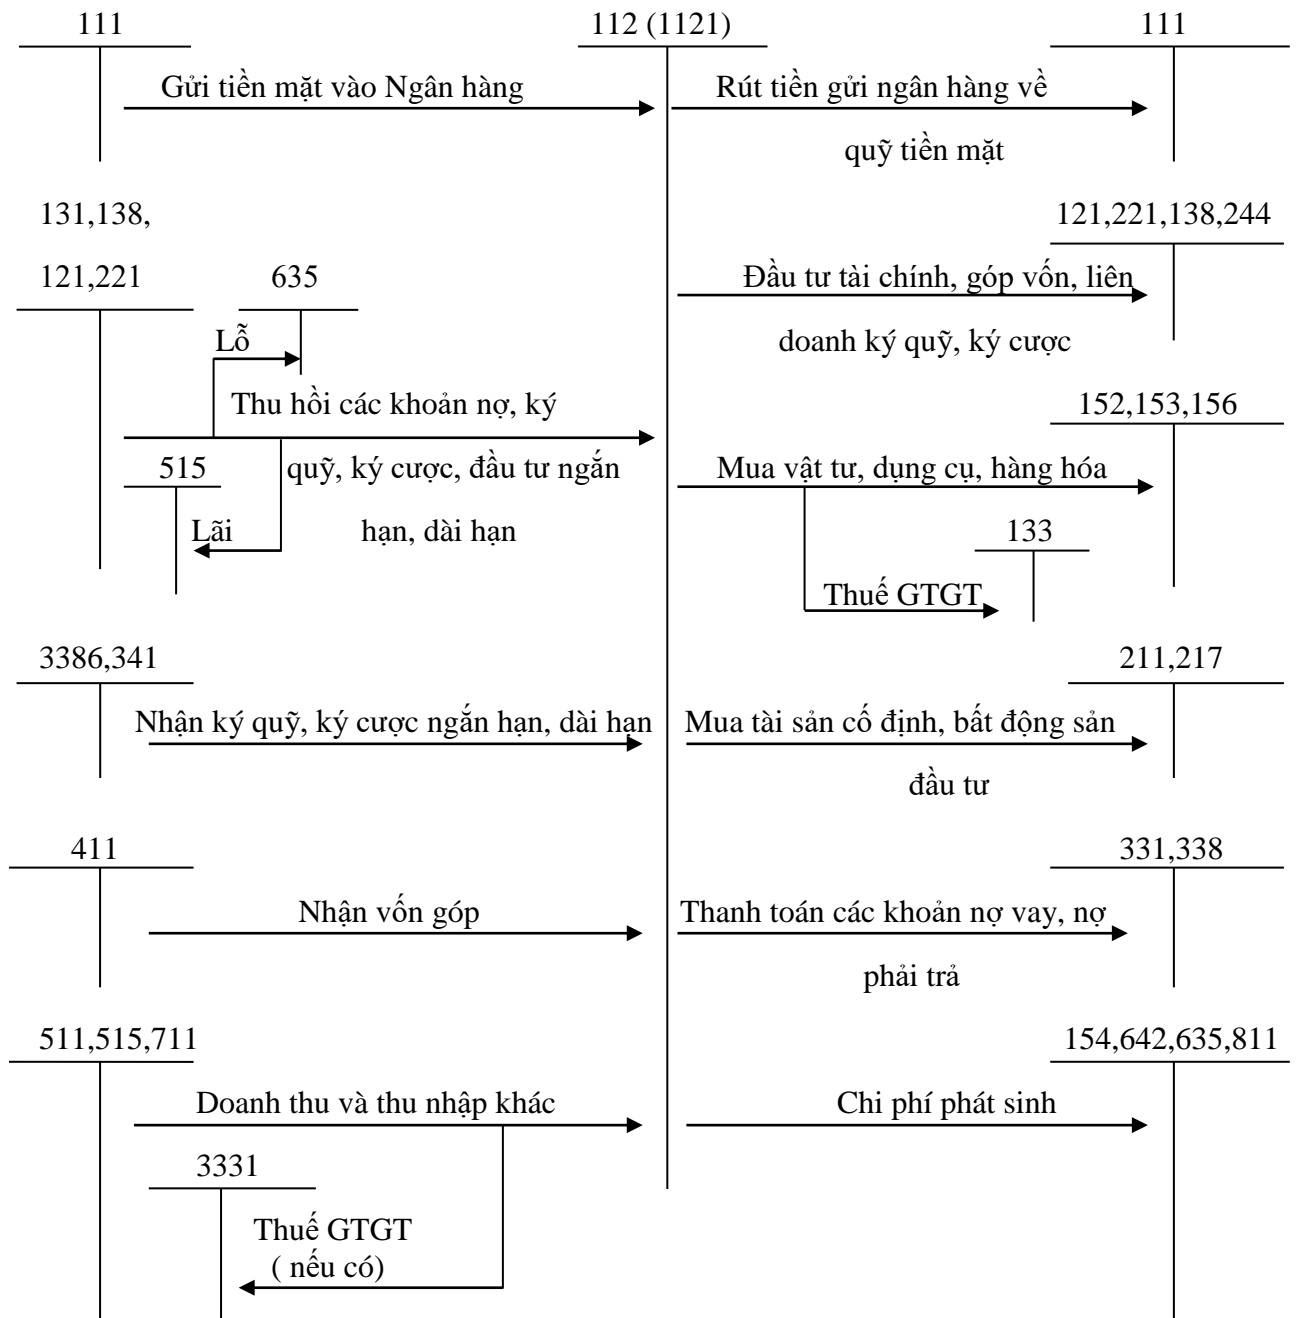 111
112 (1121)
111
Gửi tiền mặt vào Ngân hàng
Rút tiền gửi ngân hàng về
quỹ tiền mặt
131,138,
121,221,138,244
121,221
635
Đầu tư tài chính, góp vốn, liên
Lỗ
doanh ký quỹ, ký cược
Thu hồi các khoản nợ, ký
152,153,156
515
quỹ, ký cược, đầu tư ngắn
Mua vật tư, dụng cụ, hàng hóa
Lãi
hạn, dài hạn
133
Thuế GTGT
3386,341
211,217
Nhận ký quỹ, ký cược ngắn hạn, dài hạn
Mua tài sản cố định, bất động sản
đầu tư
411
331,338
Nhận vốn góp
Thanh toán các khoản nợ vay, nợ
phải trả
511,515,711
154,642,635,811
Doanh thu và thu nhập khác
Chi phí phát sinh
3331
Thuế GTGT
( nếu có)